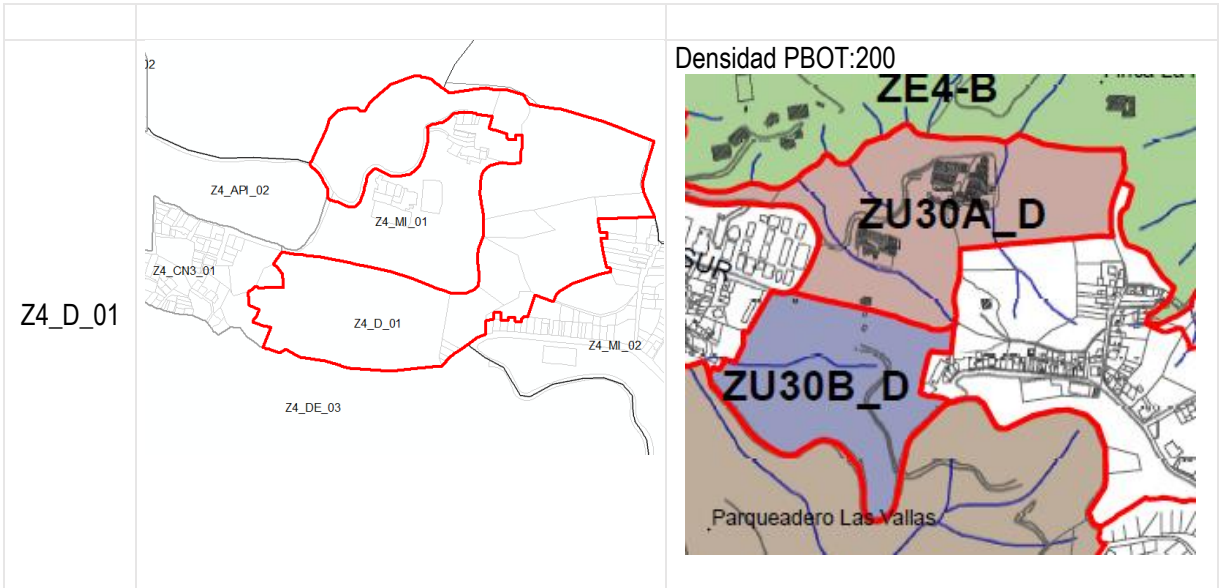 Z4_D_01
02
Z4_API_02
Z4_MI_01
Z4_CN3_01
Z4_D_01
Z4_MI_02
Z4_DE_03
Densidad PBOT:200
ZE4-B
ZU30A_D
SUR
ZU30B_D
Parqueadero Las Vallas